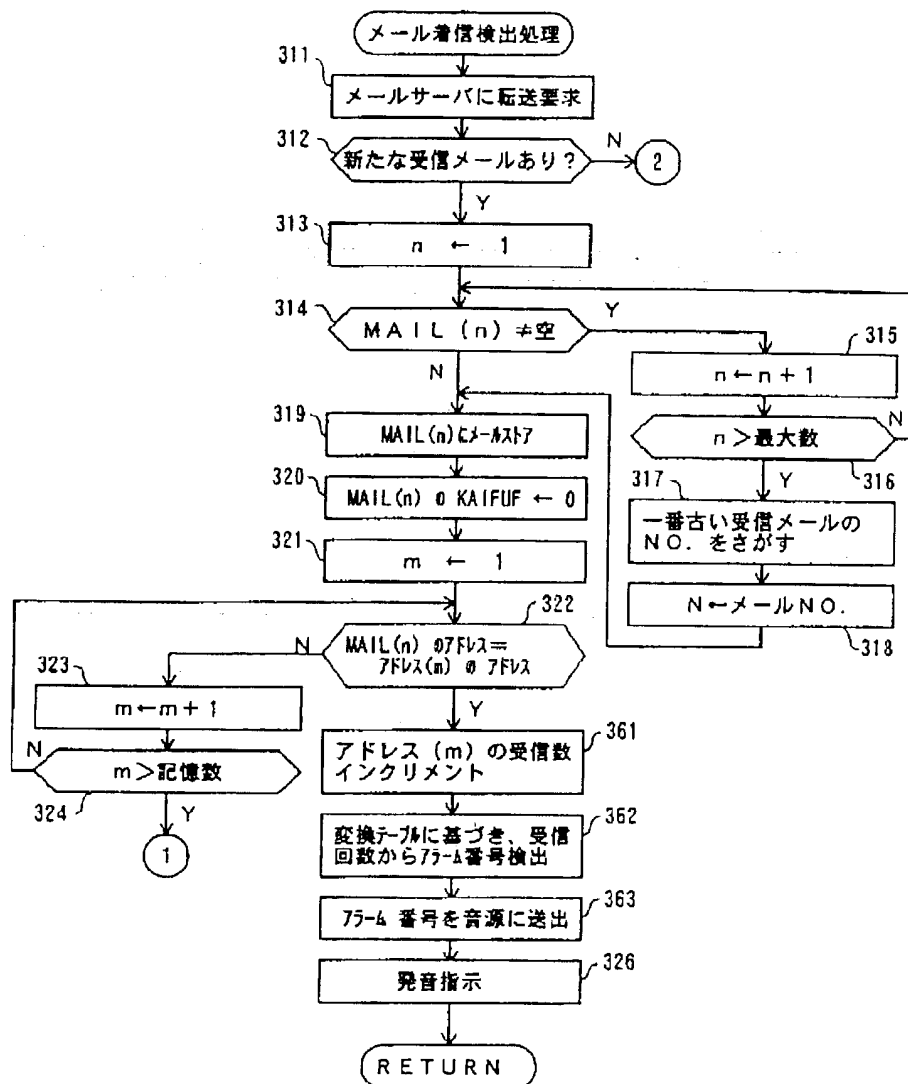 メール着信検出処理
311
メールサーバに転送要求
312
新たな受信メールあり?
N
2
Y
313
n ← 1
314
MAIL(n)≠空
Y
N
315
n←n+1
n>最大数
N
316
Y
317
一番古い受信メールの
NO.をさがす
N←メールNO.
318
319
MAIL(n)にメールストア
320
MAIL(n) の KAIFUF ← 0
321
m ← 1
322
MAIL(n) のアドレス=
アドレス(m) の アドレス
N
Y
323
m←m+1
N
m>記憶数
324
Y
1
361
アドレス(m)の受信数
インクリメント
362
変換テーブルに基づき、受信
回数からアラーム番号検出
363
アラーム 番号を音源に送出
326
発音指示
RETURN